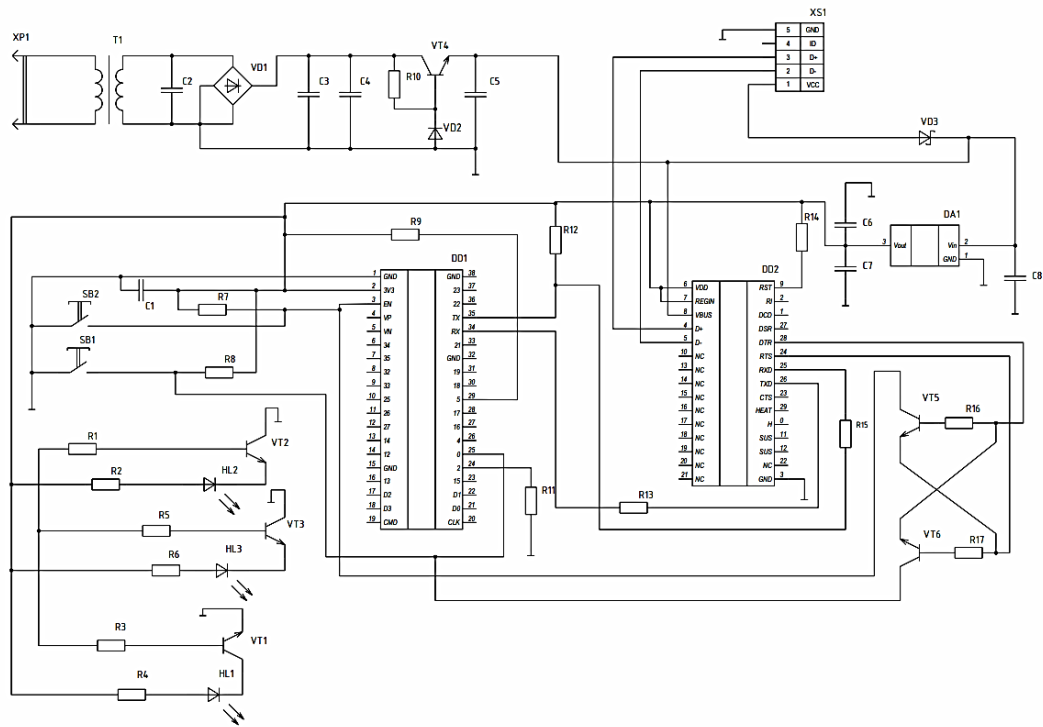 XS1
5 GND
4 ID
3 D+
2 D-
1 VCC
XP1
T1
C2
VD1
C3
C4
R10
VT4
VD2
C5
VD3
R9
R12
R14
C6
C7
DA1
3 Vout
Vin 2
GND 1
C8
DD1
1 GND
2 3V3
3 EN
4 VP
5 VN
6 34
7 35
8 32
9 33
10 25
11 26
12 27
13 14
14 12
15 GND
16 13
17 D2
18 D3
19 CMD
GND 38
23 37
22 36
TX 35
RX 34
21 33
GND 32
19 31
18 30
5 29
17 28
16 27
4 26
0 25
2 24
15 23
D1 22
D0 21
CLK 20
DD2
6 VDD
7 REGIN
8 VBUS
4 D+
5 D-
10 NC
13 NC
14 NC
15 NC
16 NC
17 NC
18 NC
19 NC
20 NC
21 NC
RST 9
RI 2
DCD 1
DSR 27
DTR 28
RTS 24
RXD 25
TXD 26
CTS 23
HEAT 29
H 0
SUS 11
SUS 12
NC 22
GND 3
SB2
C1
R7
SB1
R8
R1
VT2
R2
HL2
R5
VT3
R6
HL3
R3
VT1
R4
HL1
R11
R13
R15
VT5
R16
VT6
R17